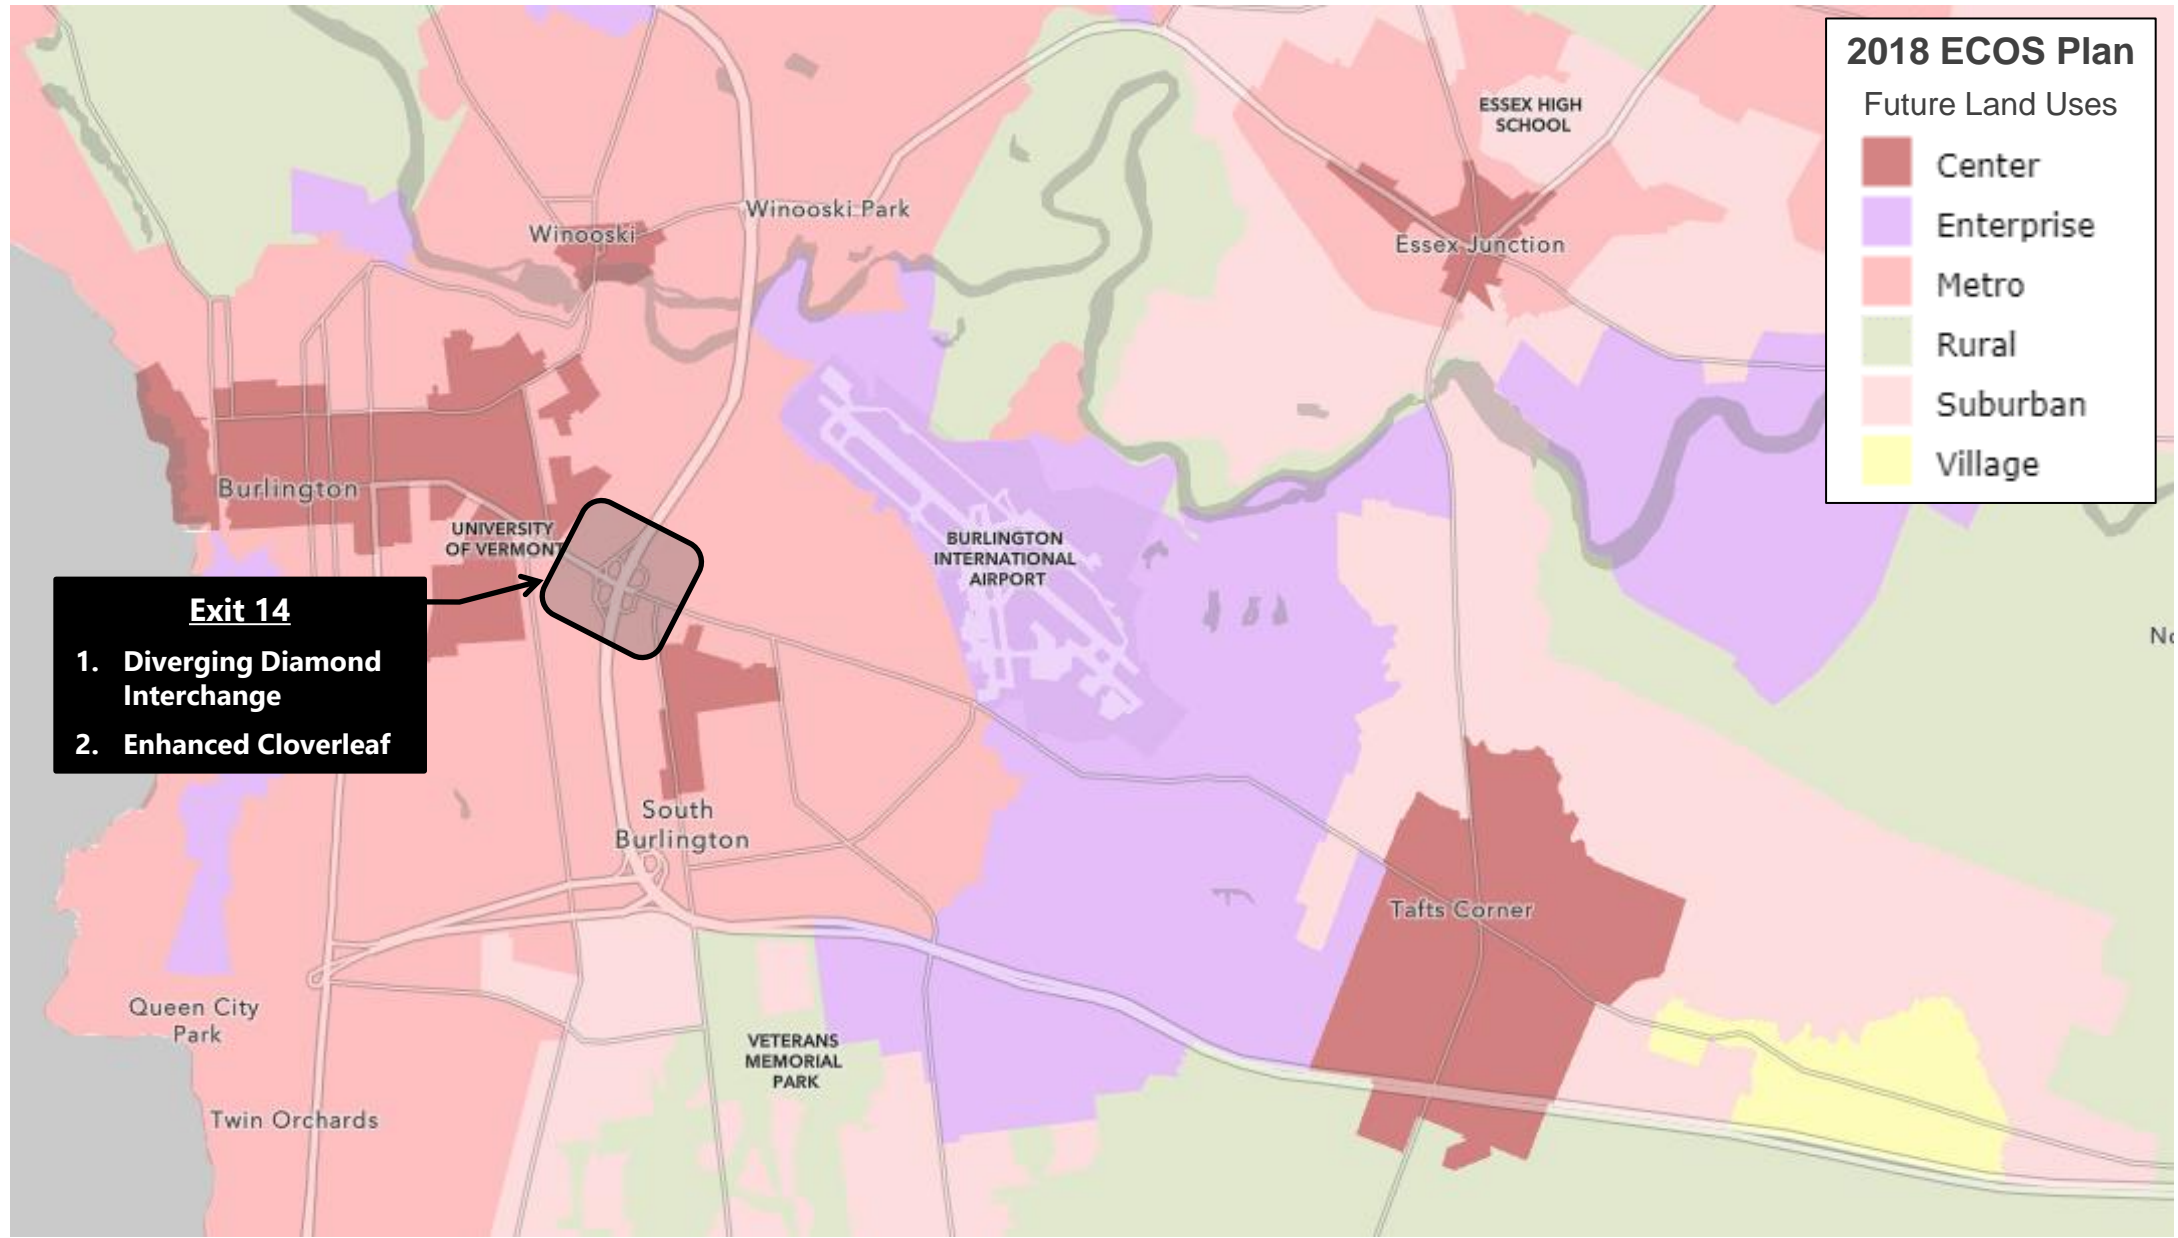 2018 ECOS Plan
Future Land Uses
Center
Enterprise
Metro
Rural
Suburban
Village
ESSEX HIGH
SCHOOL
Winooski Park
Winooski
Essex Junction
Burlington
UNIVERSITY
OF VERMONT
BURLINGTON
INTERNATIONAL
AIRPORT
Exit 14
1. Diverging Diamond
Interchange
2. Enhanced Cloverleaf
No
South
Burlington
Tafts Corner
Queen City
Park
VETERANS
MEMORIAL
PARK
Twin Orchards